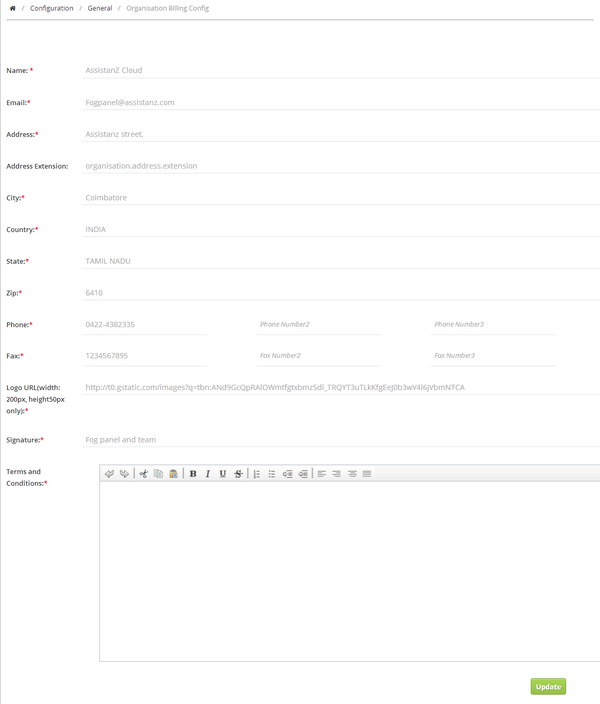 / Configuration / General / Organisation Billing Config
Name: * AssistanZ Cloud
Email:* Fogpanel@assistanz.com
Address:* Assistanz street,
Address Extension: organisation.address.extension
City:* Coimbatore
Country:* INDIA
State:* TAMIL NADU
Zip:* 6410
Phone:* 0422-4382335 Phone Number2 Phone Number3
Fax:* 1234567895 Fax Number2 Fax Number3
Logo URL(width: http://t0.gstatic.com/images?q=tbn:ANd9GcQpRAlOWmtfgtxbmzSdl_TRQYT3uTLkKfgEeJ0b3wV4l6JVbmNTCA
200px, height50px
only):*
Signature:* Fog panel and team
Terms and
Conditions:*
B I U S
Update